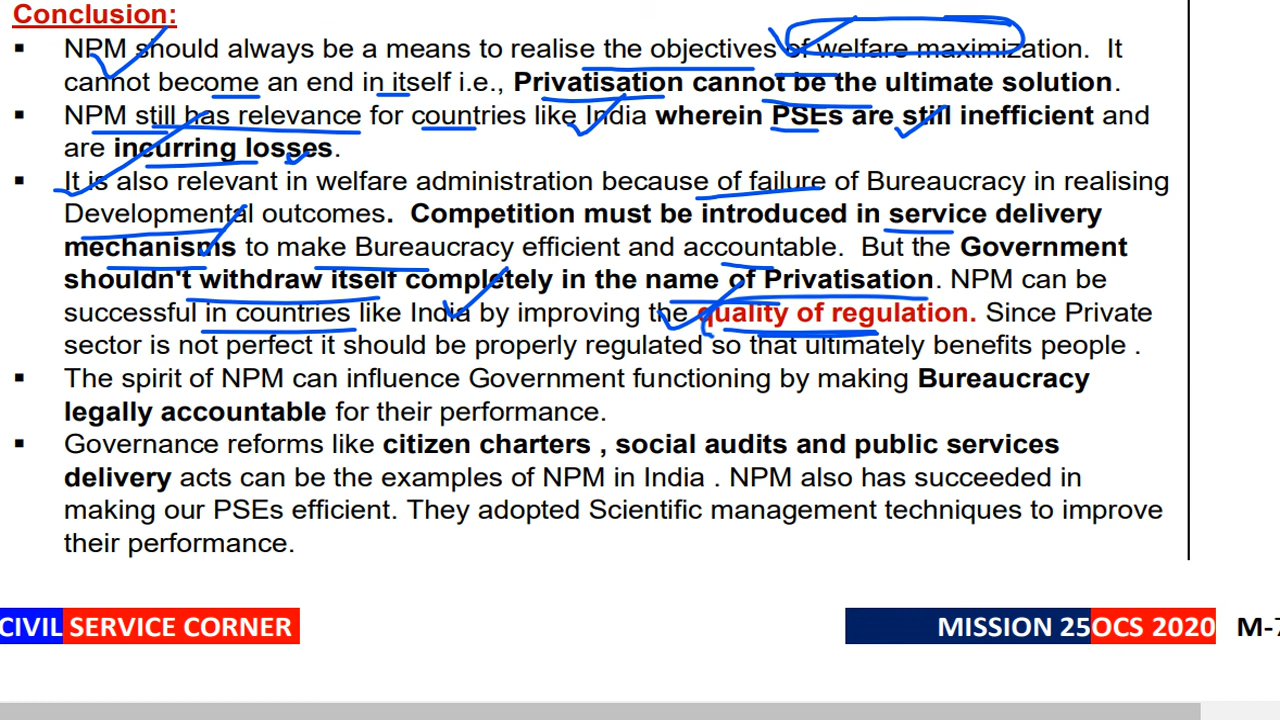 Conclusion:
▪ NPM should always be a means to realise the objectives of welfare maximization. It
cannot become an end in itself i.e., Privatisation cannot be the ultimate solution.
▪ NPM still has relevance for countries like India wherein PSEs are still inefficient and
are incurring losses.
▪ It is also relevant in welfare administration because of failure of Bureaucracy in realising
Developmental outcomes. Competition must be introduced in service delivery
mechanisms to make Bureaucracy efficient and accountable. But the Government
shouldn't withdraw itself completely in the name of Privatisation. NPM can be
successful in countries like India by improving the quality of regulation. Since Private
sector is not perfect it should be properly regulated so that ultimately benefits people .
▪ The spirit of NPM can influence Government functioning by making Bureaucracy
legally accountable for their performance.
▪ Governance reforms like citizen charters , social audits and public services
delivery acts can be the examples of NPM in India . NPM also has succeeded in
making our PSEs efficient. They adopted Scientific management techniques to improve
their performance.
CIVIL SERVICE CORNER MISSION 25 OCS 2020 M-7